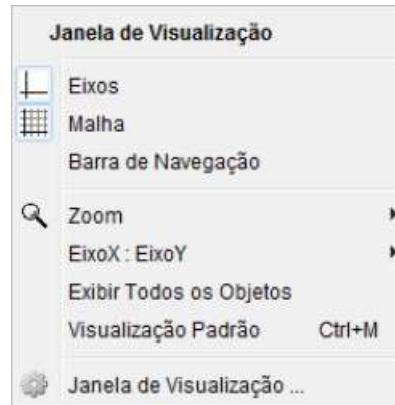 Janela de Visualização
Eixos
Malha
Barra de Navegação
Zoom
EixoX : EixoY
Exibir Todos os Objetos
Visualização Padrão Ctrl+M
Janela de Visualização ...